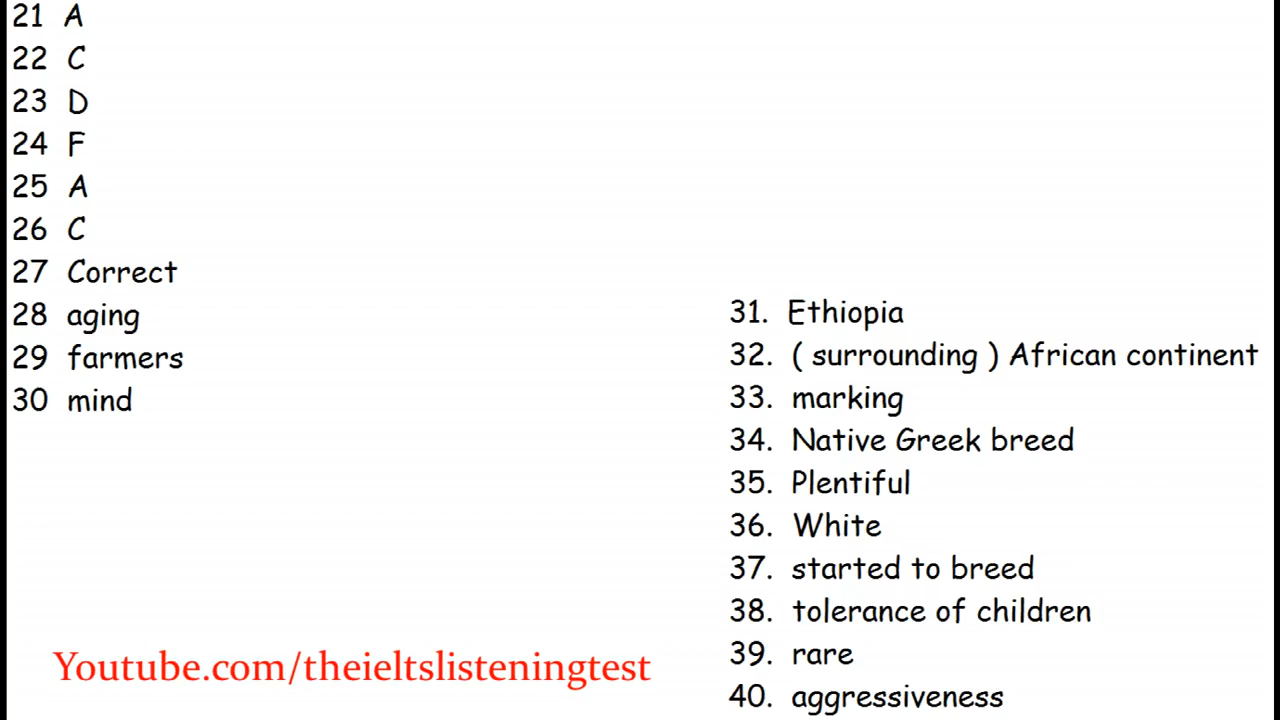 21 A
22 C
23 D
24 F
25 A
26 C
27 Correct
28 aging
29 farmers
30 mind
31. Ethiopia
32. ( surrounding ) African continent
33. marking
34. Native Greek breed
35. Plentiful
36. White
37. started to breed
38. tolerance of children
39. rare
40. aggressiveness
Youtube.com/theieltslisteningtest